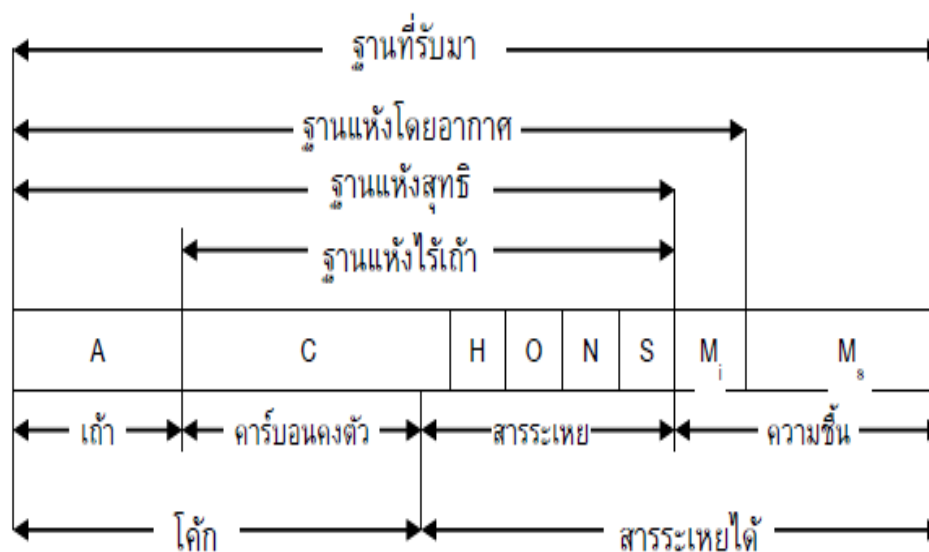 ฐานที่รับมา
ฐานแห้งโดยอากาศ
ฐานแห้งสุทธิ
ฐานแห้งไร้เถ้า
A C H O N S Mi Ms
เถ้า คาร์บอนคงตัว สารระเหย ความชื้น
โค้ก สารระเหยได้